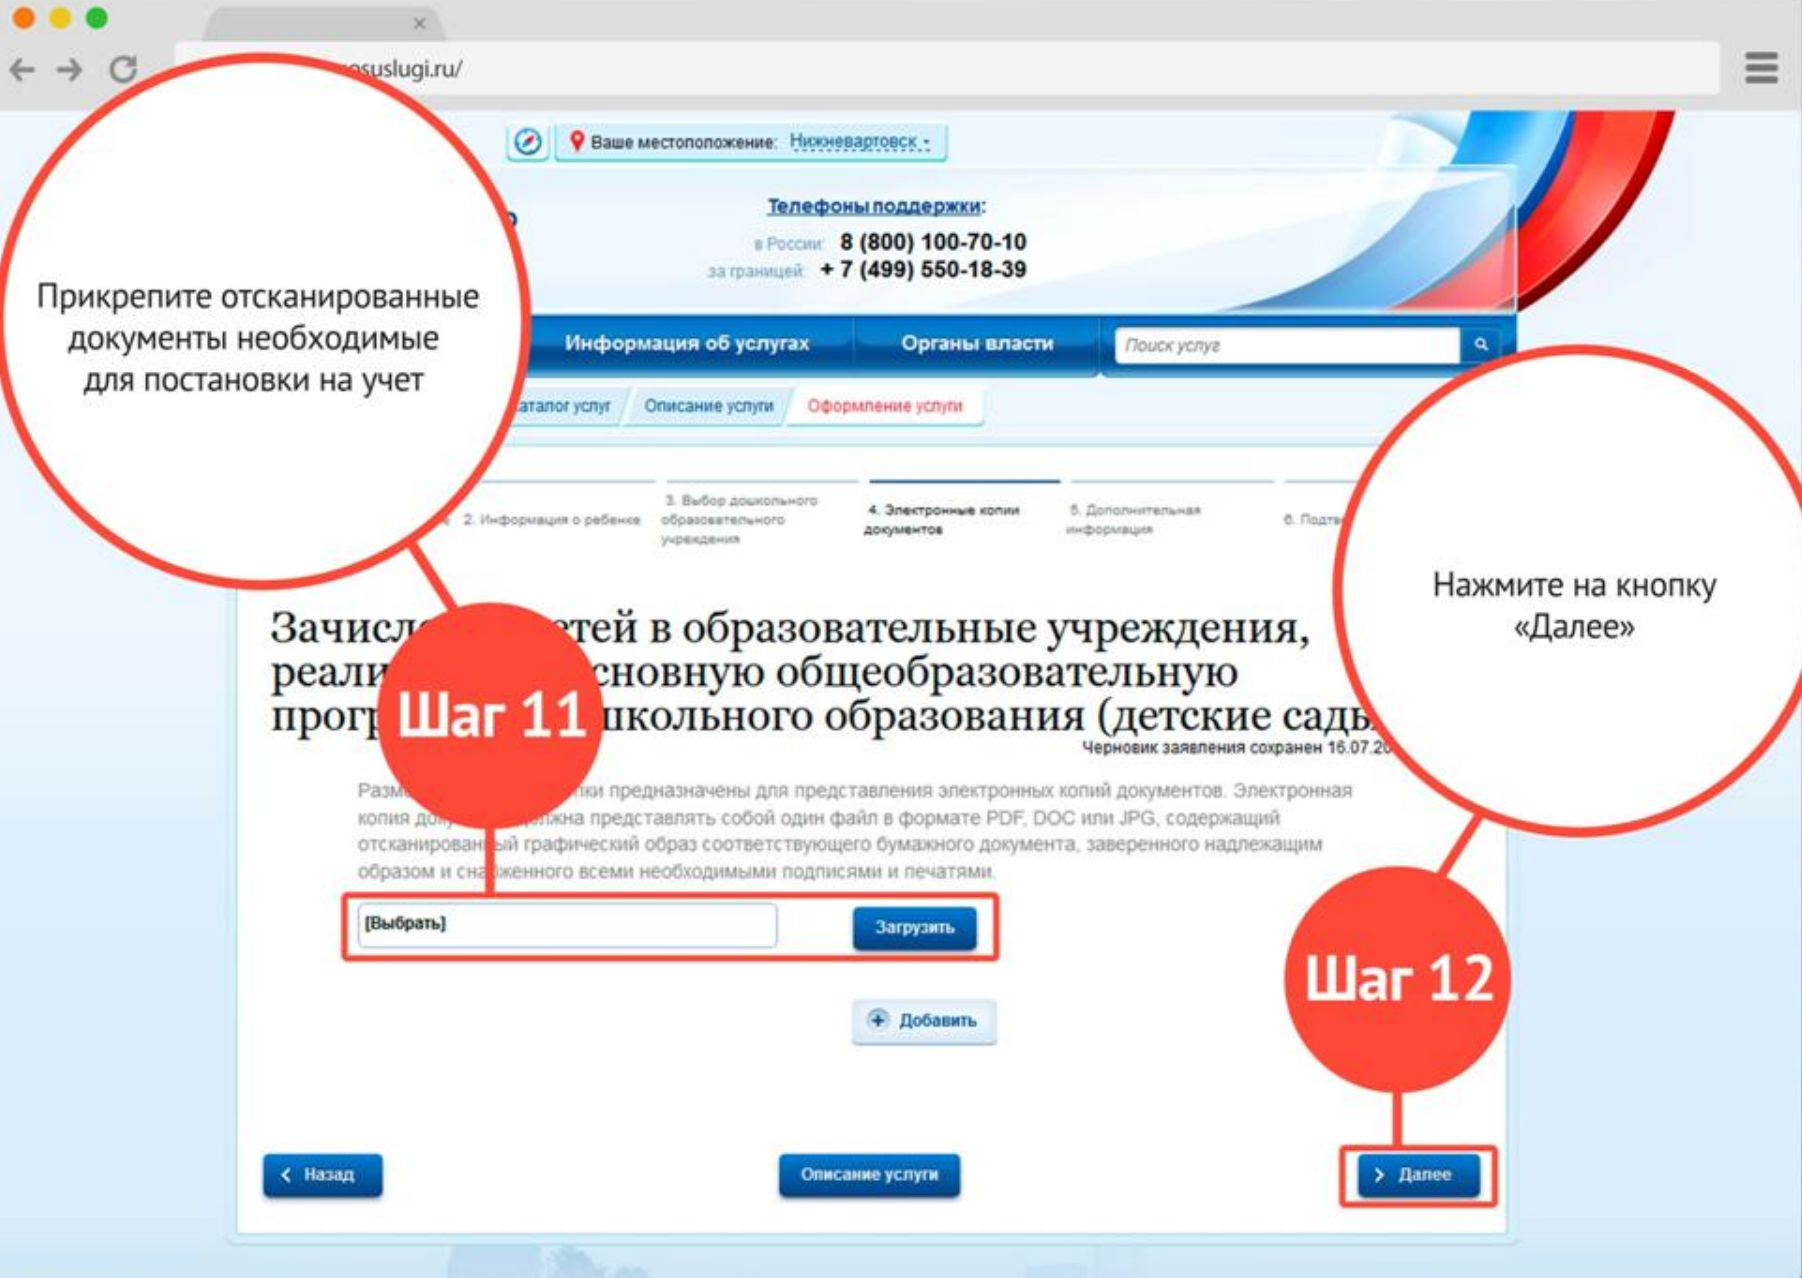 osuslugi.ru/
Ваше местоположение: Нижневартовск
Телефоны поддержки:
в России: 8 (800) 100-70-10
за границей: + 7 (499) 550-18-39
Прикрепите отсканированные
документы необходимые
для постановки на учет
Информация об услугах
Органы власти
Поиск услуг
аталог услуг
Описание услуги
Оформление услуги
2. Информация о ребенке
3. Выбор дошкольного
образовательного
учреждения
4. Электронные копии
документов
5. Дополнительная
информация
6. Подтв
Нажмите на кнопку
«Далее»
Зачисл тей в образовательные учреждения,
реали сновную общеобразовательную
прогр школьного образования (детские сады
Шаг 11
Черновик заявления сохранен 16.07.20
Разм ки предназначены для представления электронных копий документов. Электронная
копия док лжна представлять собой один файл в формате PDF, DOC или JPG, содержащий
отсканированный графический образ соответствующего бумажного документа, заверенного надлежащим
образом и снабженного всеми необходимыми подписями и печатями.
[Выбрать]
Загрузить
Шаг 12
Добавить
Назад
Описание услуги
Далее